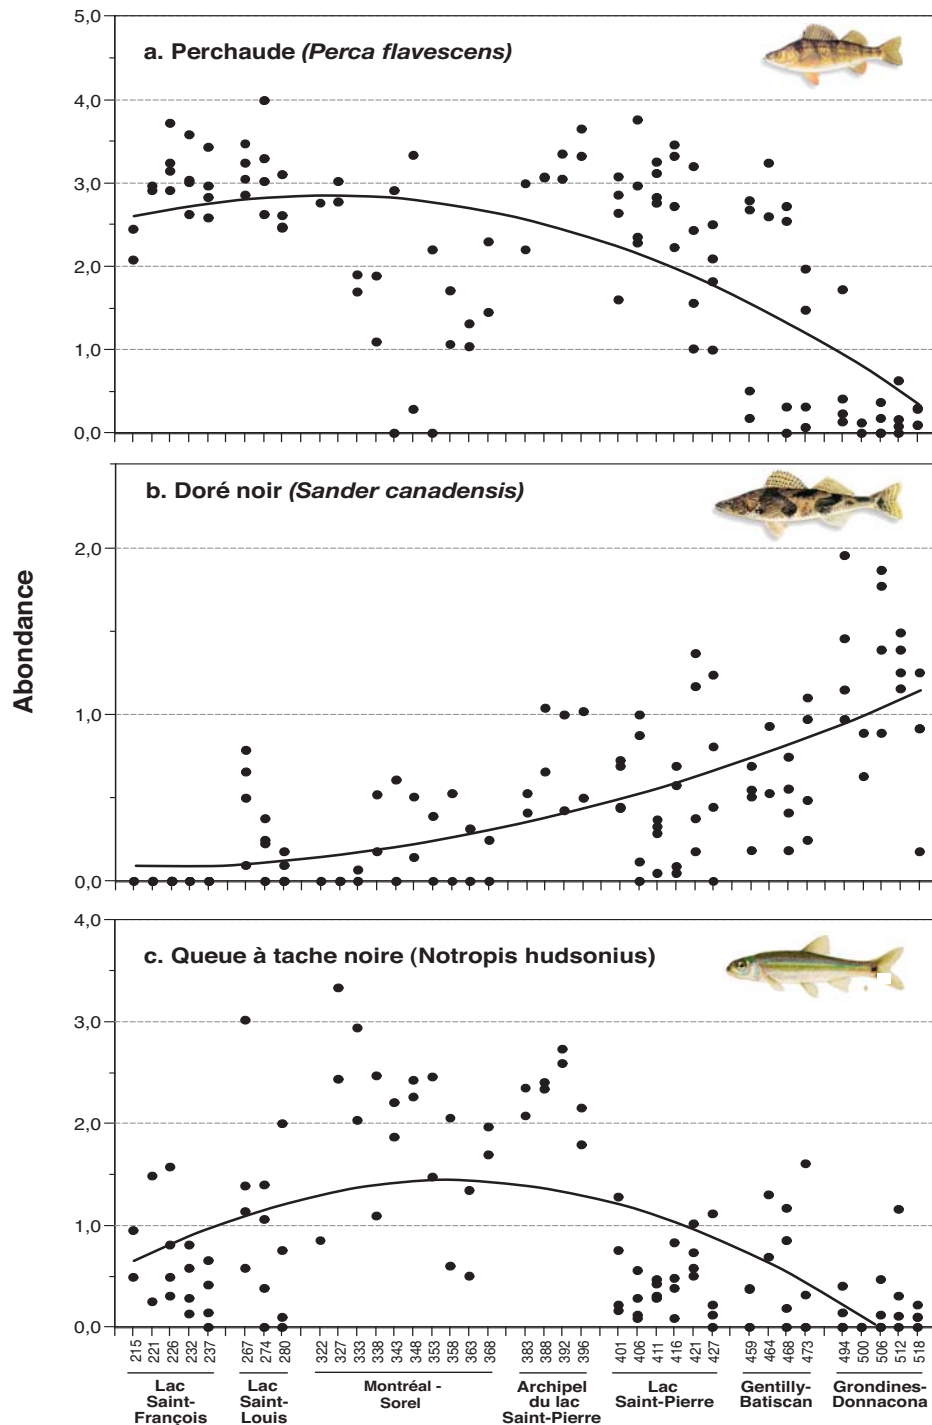 5,0
a. Perchaude (Perca flavescens)
4,0
3,0
2,0
1,0
0,0
b. Doré noir (Sander canadensis)
2,0
1,0
0,0
Abondance
4,0
c. Queue à tache noire (Notropis hudsonius)
3,0
2,0
1,0
0,0
215 221 226 232 237 267 274 280 322 327 333 338 343 348 353 358 363 368 383 388 392 396 401 406 411 416 421 427 459 464 468 473 494 500 506 512 518
Lac
Saint-
François
Lac
Saint-
Louis
Montréal -
Sorel
Archipel
du lac
Saint-Pierre
Lac
Saint-Pierre
Gentilly-
Batiscan
Grondines-
Donnacona